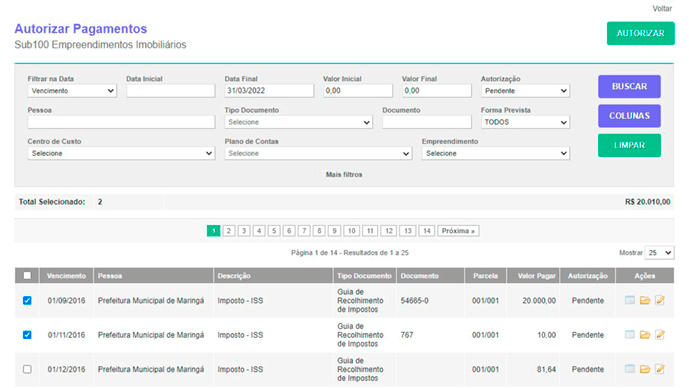 Voltar
Autorizar Pagamentos
AUTORIZAR
Sub100 Empreendimentos Imobiliários
Filtrar na Data Data Inicial Data Final Valor Inicial Valor Final Autorização
Vencimento 31/03/2022 0,00 0,00 Pendente BUSCAR
Pessoa Tipo Documento Documento Forma Prevista
Selecione TODOS COLUNAS
Centro de Custo Plano de Contas Empreendimento
Selecione Selecione Selecione LIMPAR
Mais filtros
Total Selecionado: 2 R$ 20.010,00
1 2 3 4 5 6 7 8 9 10 11 12 13 14 Próxima »
Página 1 de 14 - Resultados de 1 a 25 Mostrar 25
Vencimento Pessoa Descrição Tipo Documento Documento Parcela Valor Pagar Autorização Ações
01/09/2016 Prefeitura Municipal de Maringá Imposto - ISS Guia de Recolhimento de Impostos 54665-0 001/001 20.000,00 Pendente
01/11/2016 Prefeitura Municipal de Maringá Imposto - ISS Guia de Recolhimento de Impostos 767 001/001 10,00 Pendente
01/12/2016 Prefeitura Municipal de Maringá Imposto - ISS Guia de Recolhimento de Impostos 001/001 81,64 Pendente